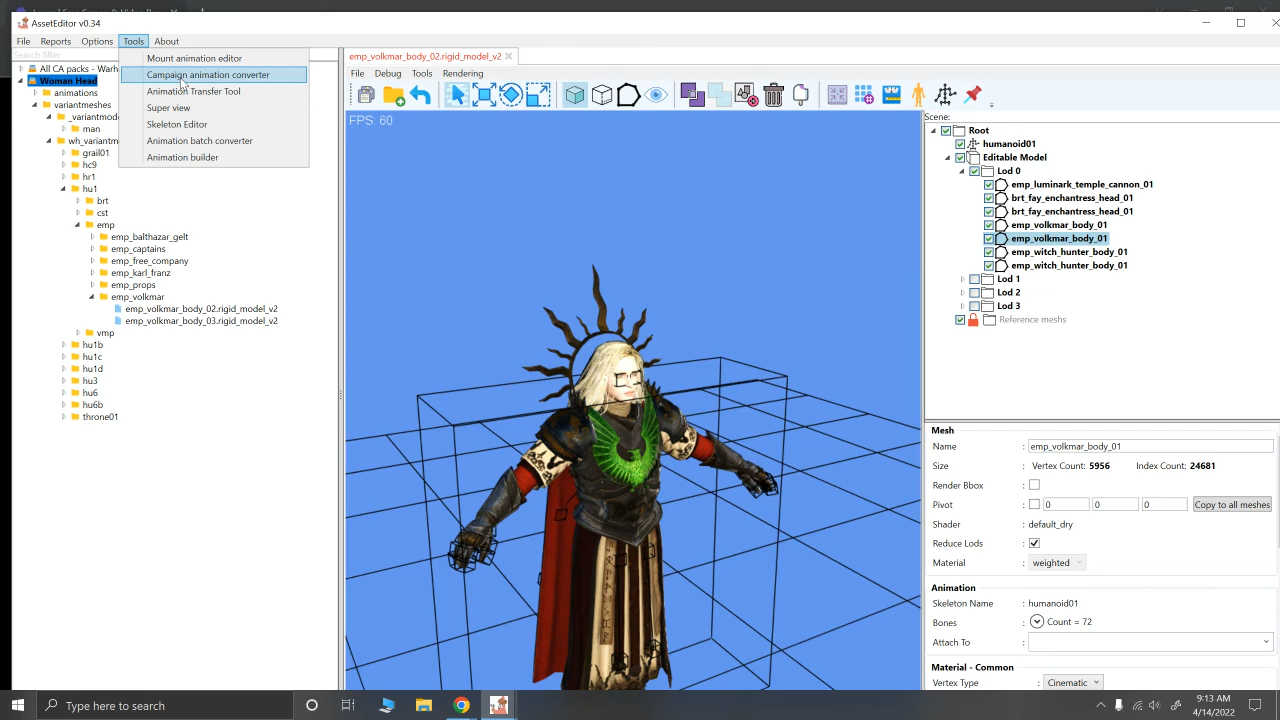 AssetEditor v0.34
File Reports Options Tools About
Search filter
All CA packs - Warh
Woman Head
animations
variantmeshes
_variantmode
man
wh_variantm
grail01
hc9
hr1
hu1
brt
cst
emp
emp_balthazar_gelt
emp_captains
emp_free_company
emp_karl_franz
emp_props
emp_volkmar
emp_volkmar_body_02.rigid_model_v2
emp_volkmar_body_03.rigid_model_v2
vmp
hu1b
hu1c
hu1d
hu3
hu6
hu6b
throne01
Mount animation editor
Campaign animation converter
Animation Transfer Tool
Super view
Skeleton Editor
Animation batch converter
Animation builder
emp_volkmar_body_02.rigid_model_v2
File Debug Tools Rendering
FPS: 60
Scene:
Root
humanoid01
Editable Model
Lod 0
emp_luminark_temple_cannon_01
brt_fay_enchantress_head_01
brt_fay_enchantress_head_01
emp_volkmar_body_01
emp_volkmar_body_01
emp_witch_hunter_body_01
emp_witch_hunter_body_01
Lod 1
Lod 2
Lod 3
Reference meshs
Mesh
Name : emp_volkmar_body_01
Size : Vertex Count: 5956 Index Count: 24681
Render Bbox :
Pivot : 0 0 0 Copy to all meshes
Shader : default_dry
Reduce Lods :
Material : weighted
Animation
Skeleton Name : humanoid01
Bones : Count = 72
Attach To :
Material - Common
Vertex Type : Cinematic
Type here to search
9:13 AM
4/14/2022